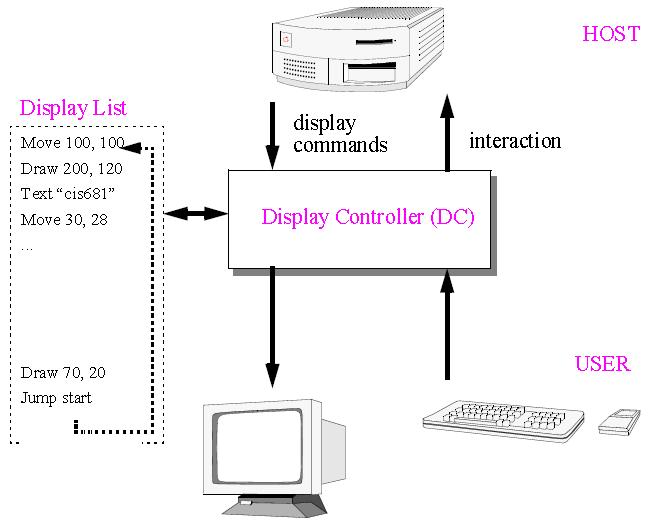 HOST
Display List
display
commands
interaction
Move 100, 100
Draw 200, 120
Text “cis681”
Move 30, 28
...
Display Controller (DC)
Draw 70, 20
Jump start
USER